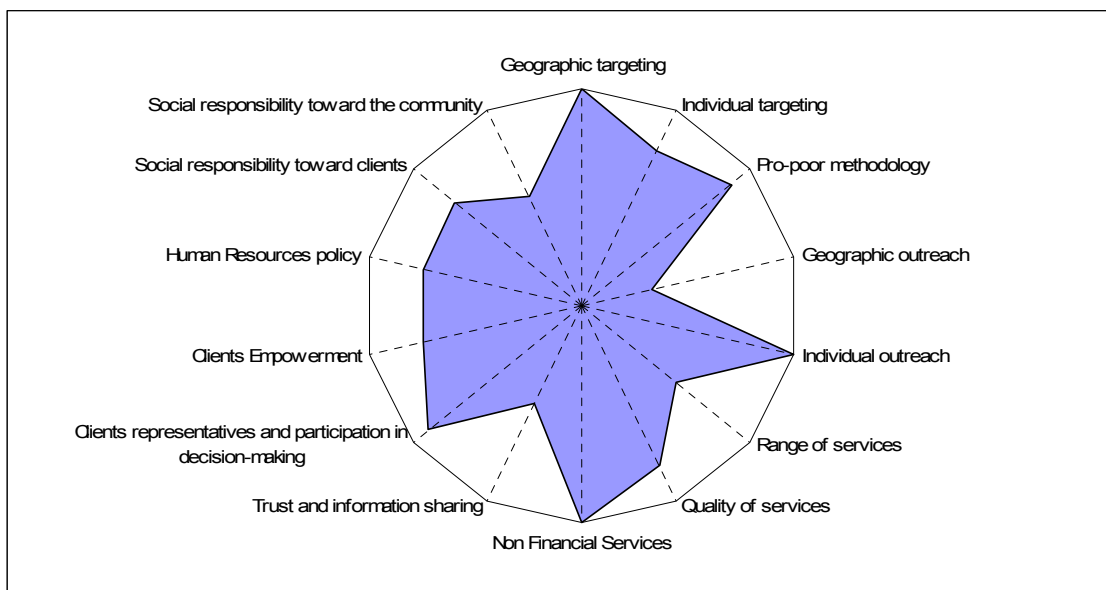 Geographic targeting
Individual targeting
Pro-poor methodology
Geographic outreach
Individual outreach
Range of services
Quality of services
Non Financial Services
Trust and information sharing
Clients representatives and participation in
decision-making
Clients Empowerment
Human Resources policy
Social responsibility toward clients
Social responsibility toward the community